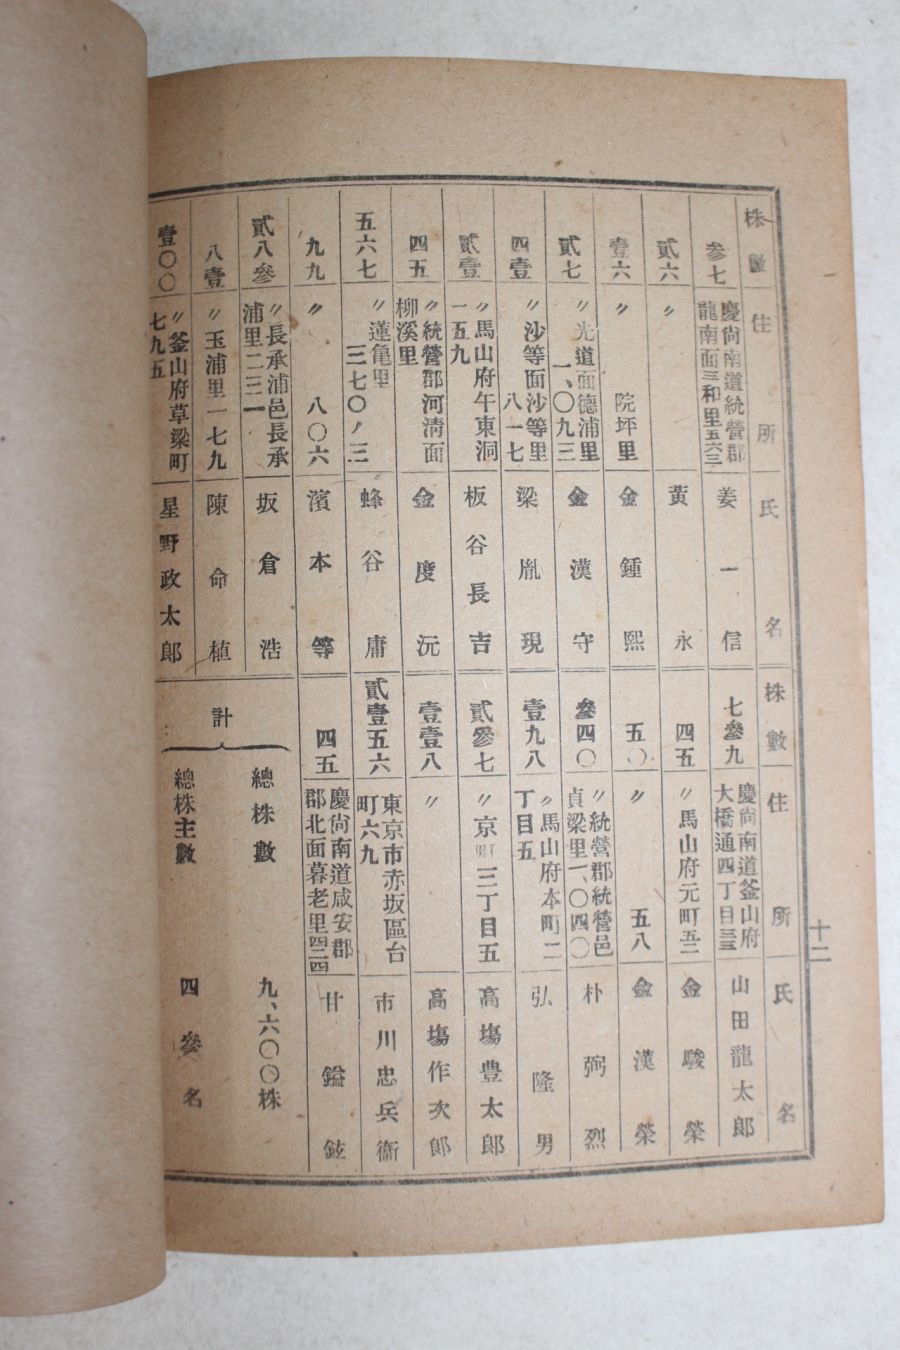 株數 住所 氏名
參七 慶尙南道統營郡龍南面三和里五六三 姜一信
貳六 〃 黃永
壹六 〃 院坪里 金鍾熙
貳七 〃光道面德浦里一、〇九三 金漢守
四壹 〃沙等面沙等里八一七 梁胤現
貳壹 〃馬山府午東洞一五九 板谷長吉
四五 〃統營郡河淸面柳溪里 金度沅
五六七 〃蓮龜里三七〇ノ三 蜂谷庸
九九 〃 八〇六 濱本等
貳八參 〃長承浦邑長承浦里二三一 坂倉浩
八壹 〃玉浦里一七九 陳命植
壹〇〇 〃釜山府草梁町七九五 星野政太郞
株數 住所 氏名
七參九 慶尙南道釜山府大橋通四丁目三三 山田龍太郞
四五 〃馬山府元町五二 金駿榮
五〇 〃 五八 金漢榮
參四〇 〃統營郡統營邑貞梁里一、〇四〇 朴弼烈
壹九八 〃馬山府本町二丁目五 弘隆男
貳參七 〃京町三丁目五 高塲豊太郞
壹壹八 〃 高塲作次郞
貳壹五六 東京市赤坂區台町六九 市川忠兵衞
四五 慶尙南道咸安郡郡北面慕老里四二四 甘鎰鉉
計
總株數 九、六〇〇株
總株主數 四參名
十二